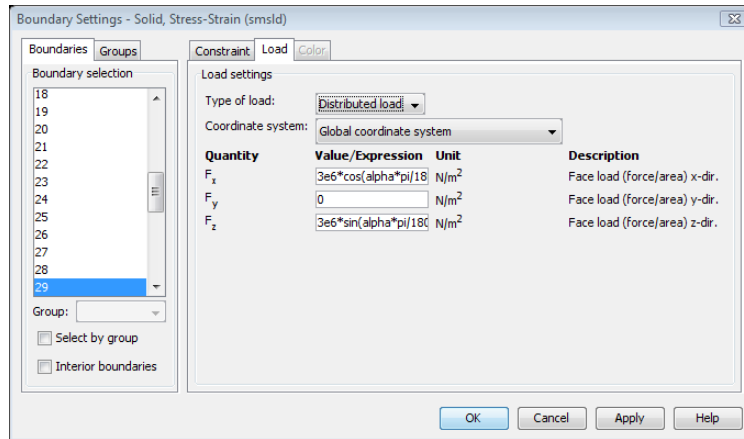 Boundary Settings - Solid, Stress-Strain (smsld)
Boundaries Groups
Boundary selection
18
19
20
21
22
23
24
25
26
27
28
29
Group:
Select by group
Interior boundaries
Constraint Load Color
Load settings
Type of load: Distributed load
Coordinate system: Global coordinate system
Quantity Value/Expression Unit Description
Fx 3e6*cos(alpha*pi/18 N/m² Face load (force/area) x-dir.
Fy 0 N/m² Face load (force/area) y-dir.
Fz 3e6*sin(alpha*pi/180 N/m² Face load (force/area) z-dir.
OK Cancel Apply Help